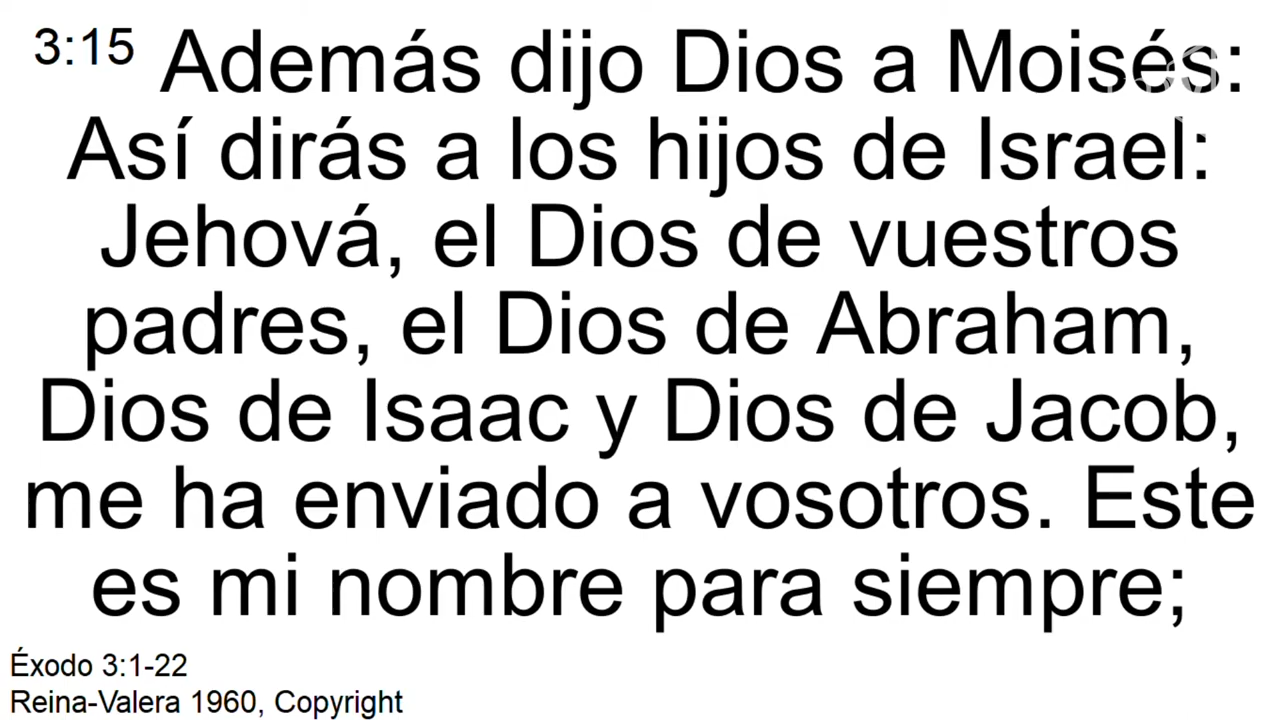 3:15 Además dijo Dios a Moisés:
Así dirás a los hijos de Israel:
Jehová, el Dios de vuestros
padres, el Dios de Abraham,
Dios de Isaac y Dios de Jacob,
me ha enviado a vosotros. Este
es mi nombre para siempre;
Éxodo 3:1-22
Reina-Valera 1960, Copyright